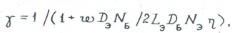 γ = 1 / (1 + w D_Э N_Б / 2 L_Э D_Б N_Э η),